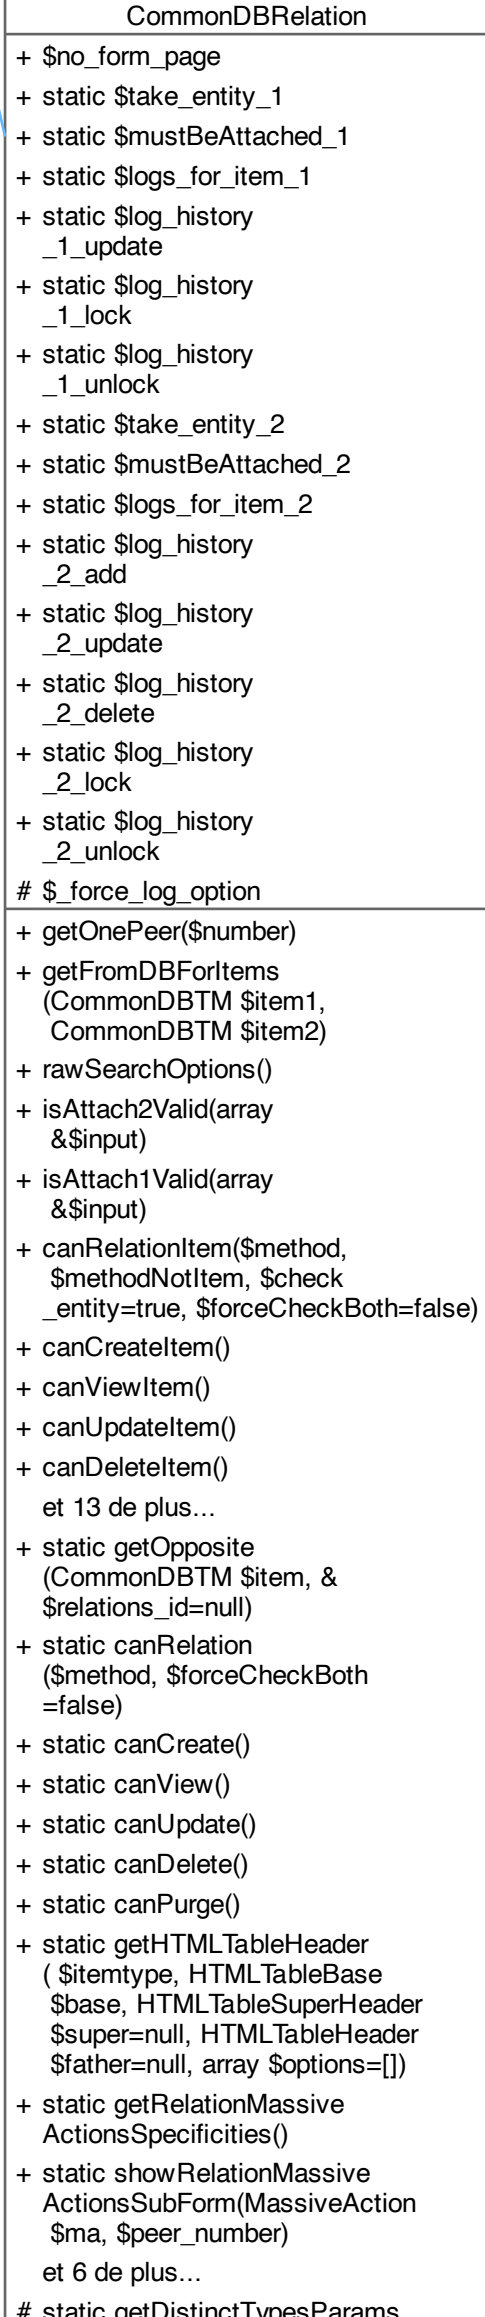 CommonDBRelation
+ $no_form_page
+ static $take_entity_1
+ static $mustBeAttached_1
+ static $logs_for_item_1
+ static $log_history
_1_update
+ static $log_history
_1_lock
+ static $log_history
_1_unlock
+ static $take_entity_2
+ static $mustBeAttached_2
+ static $logs_for_item_2
+ static $log_history
_2_add
+ static $log_history
_2_update
+ static $log_history
_2_delete
+ static $log_history
_2_lock
+ static $log_history
_2_unlock
# $_force_log_option
+ getOnePeer($number)
+ getFromDBForItems
(CommonDBTM $item1,
CommonDBTM $item2)
+ rawSearchOptions()
+ isAttach2Valid(array
&$input)
+ isAttach1Valid(array
&$input)
+ canRelationItem($method,
$methodNotItem, $check
_entity=true, $forceCheckBoth=false)
+ canCreateItem()
+ canViewItem()
+ canUpdateItem()
+ canDeleteItem()
et 13 de plus...
+ static getOpposite
(CommonDBTM $item, &
$relations_id=null)
+ static canRelation
($method, $forceCheckBoth
=false)
+ static canCreate()
+ static canView()
+ static canUpdate()
+ static canDelete()
+ static canPurge()
+ static getHTMLTableHeader
( $itemtype, HTMLTableBase
$base, HTMLTableSuperHeader
$super=null, HTMLTableHeader
$father=null, array $options=[])
+ static getRelationMassive
ActionsSpecificities()
+ static showRelationMassive
ActionsSubForm(MassiveAction
$ma, $peer_number)
et 6 de plus...
# static getDistinctTypesParams